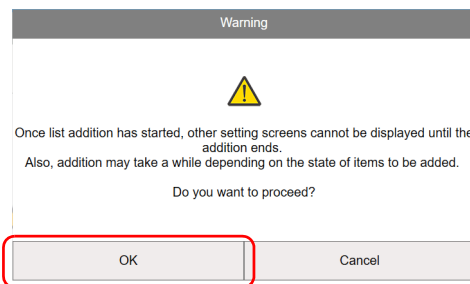 Warning
Once list addition has started, other setting screens cannot be displayed until the
addition ends.
Also, addition may take a while depending on the state of items to be added.
Do you want to proceed?
OK
Cancel